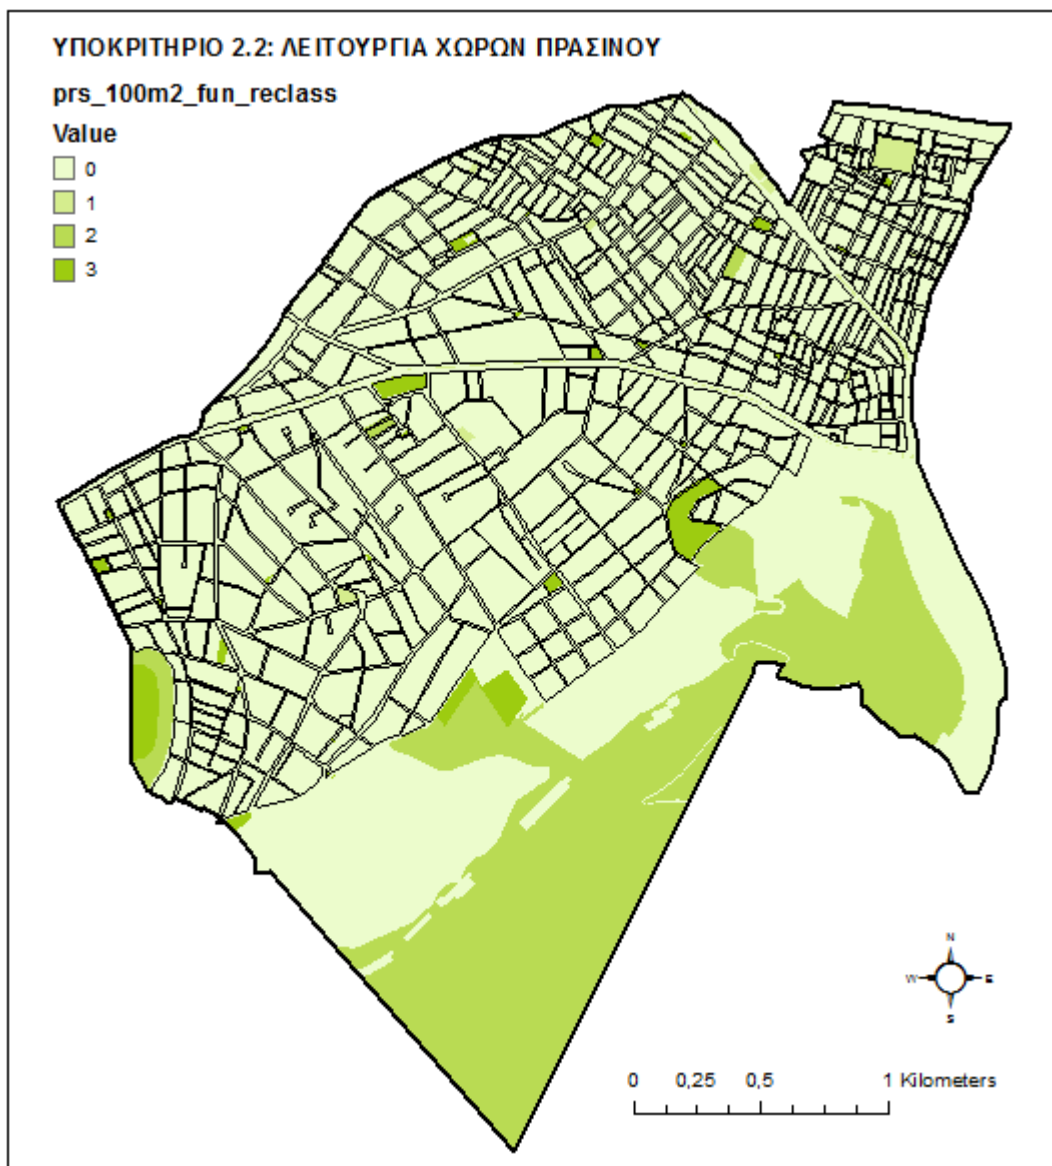 ΥΠΟΚΡΙΤΗΡΙΟ 2.2: ΛΕΙΤΟΥΡΓΙΑ ΧΩΡΩΝ ΠΡΑΣΙΝΟΥ
prs_100m2_fun_reclass
Value
0
1
2
3
N
W E
S
0 0,25 0,5 1 Kilometers